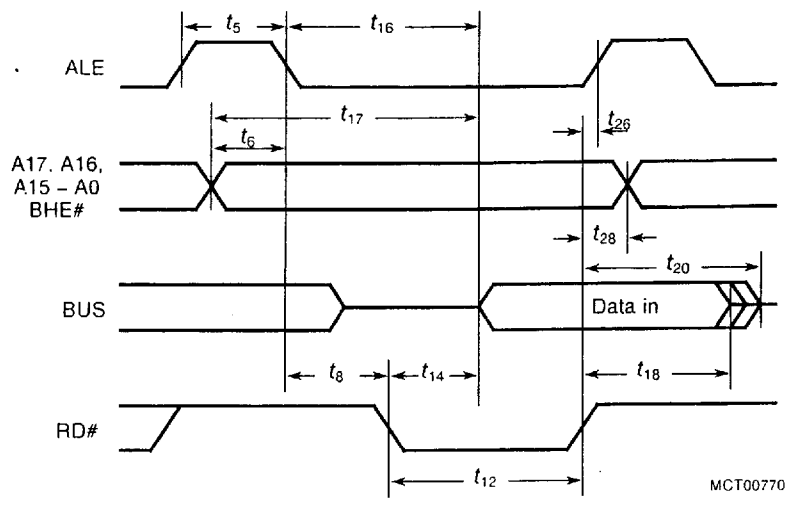 t5
t16
ALE
t17
t6
t26
A17. A16,
A15 – A0
BHE#
t28
t20
BUS
Data in
t8
t14
t18
RD#
t12
MCT00770